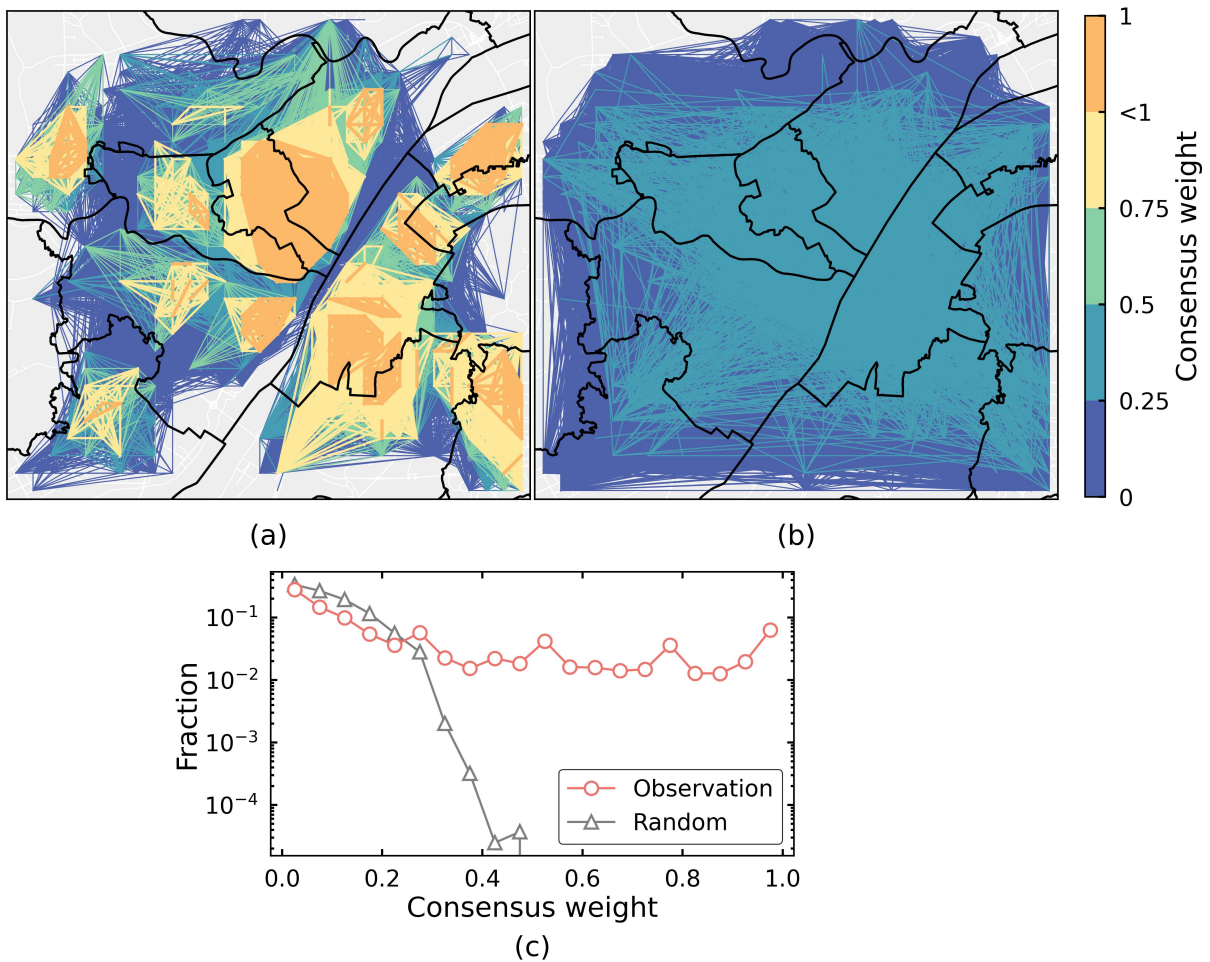 1
<1
0.75
0.5
0.25
0
Consensus weight
(a)
(b)
10⁻¹
10⁻²
10⁻³
10⁻⁴
Fraction
Observation
Random
0.0 0.2 0.4 0.6 0.8 1.0
Consensus weight
(c)